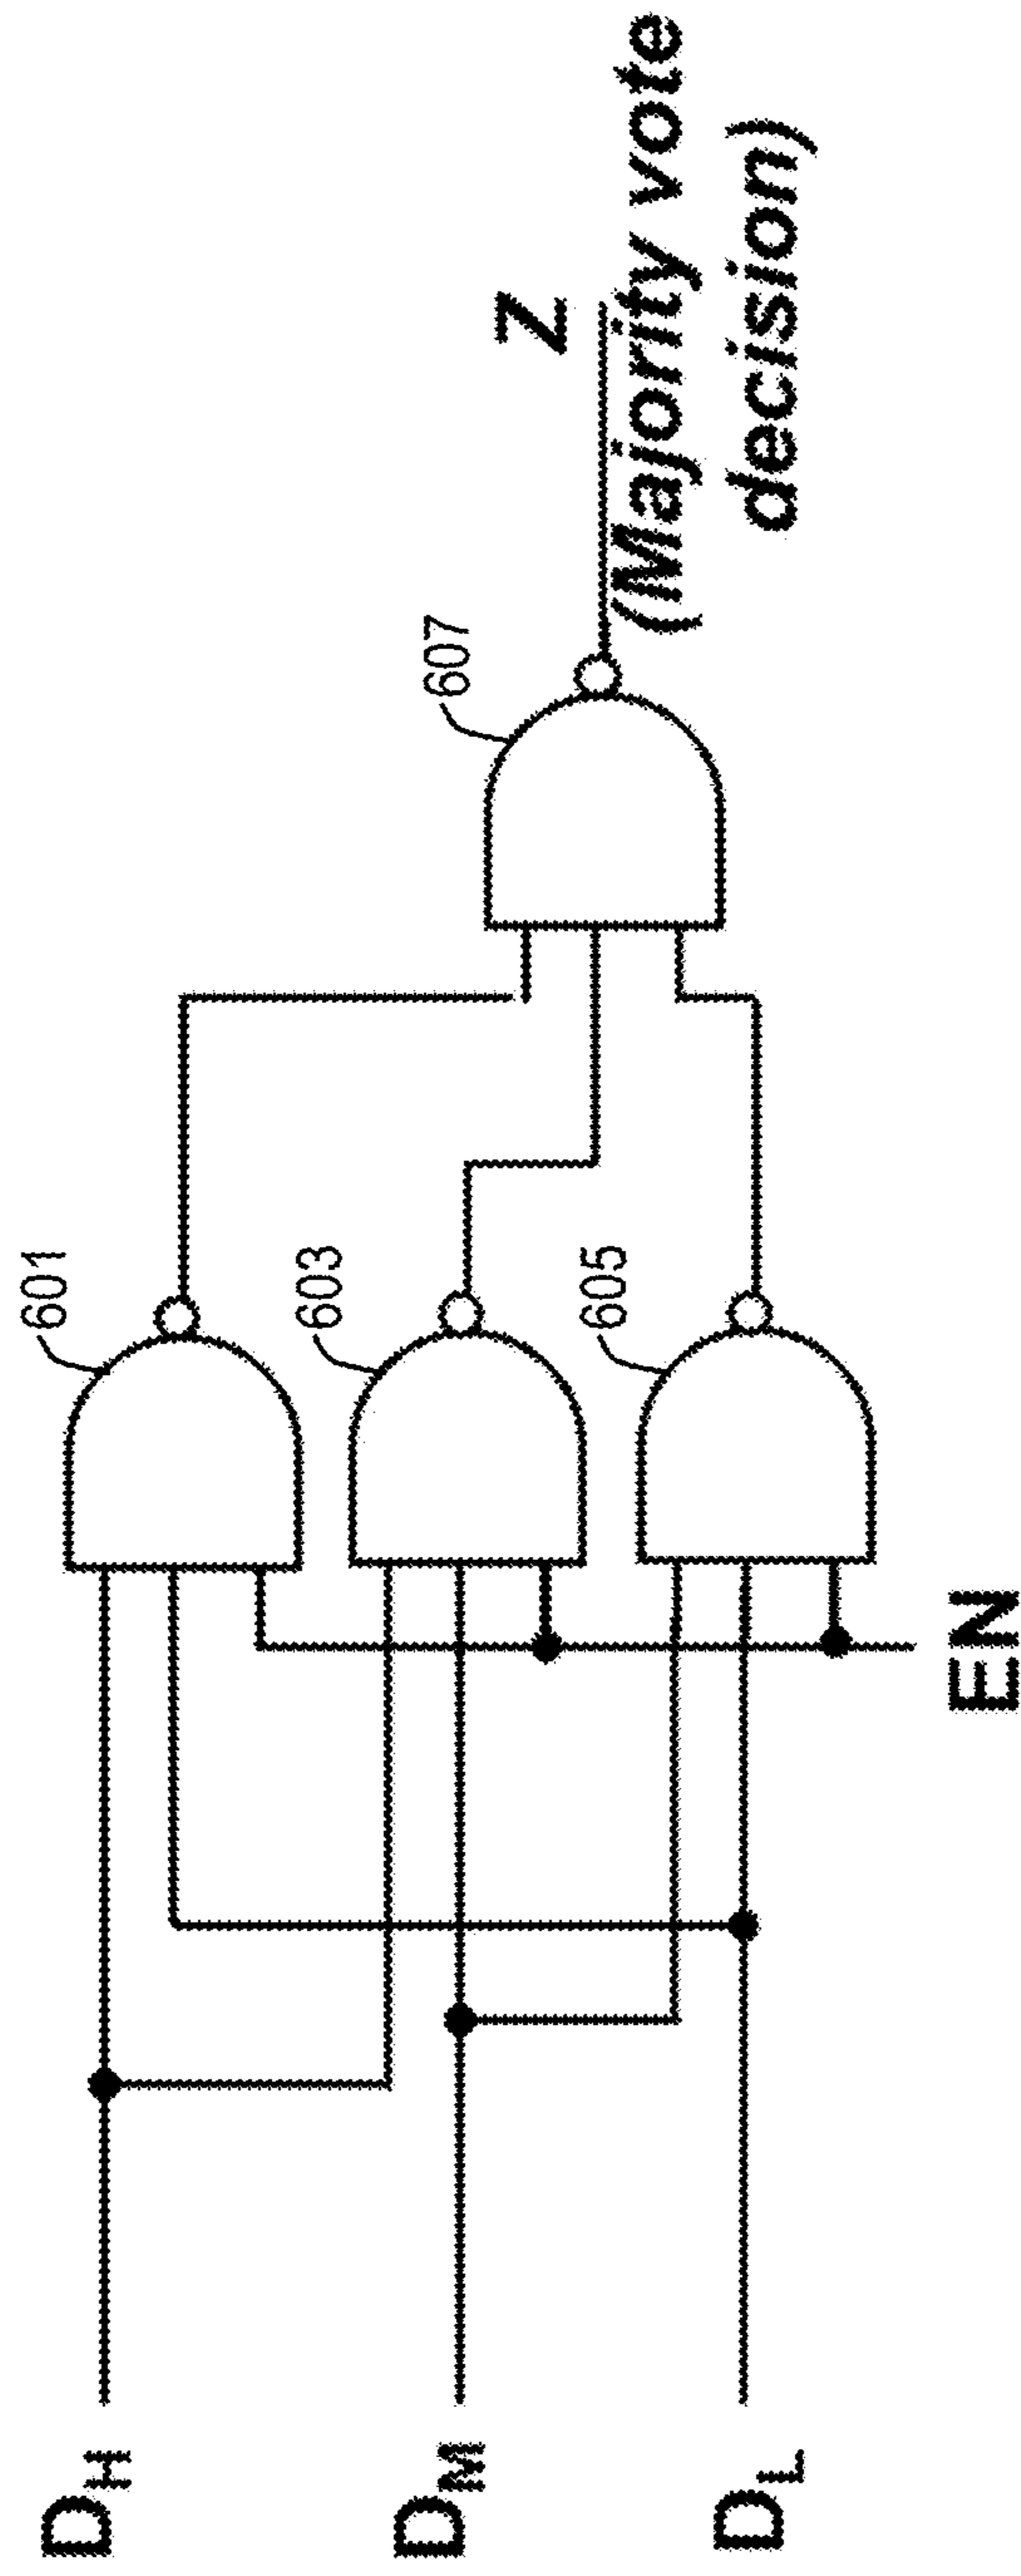 601
603
605
607
D_H
D_M
D_L
EN
Z
(Majority vote
decision)